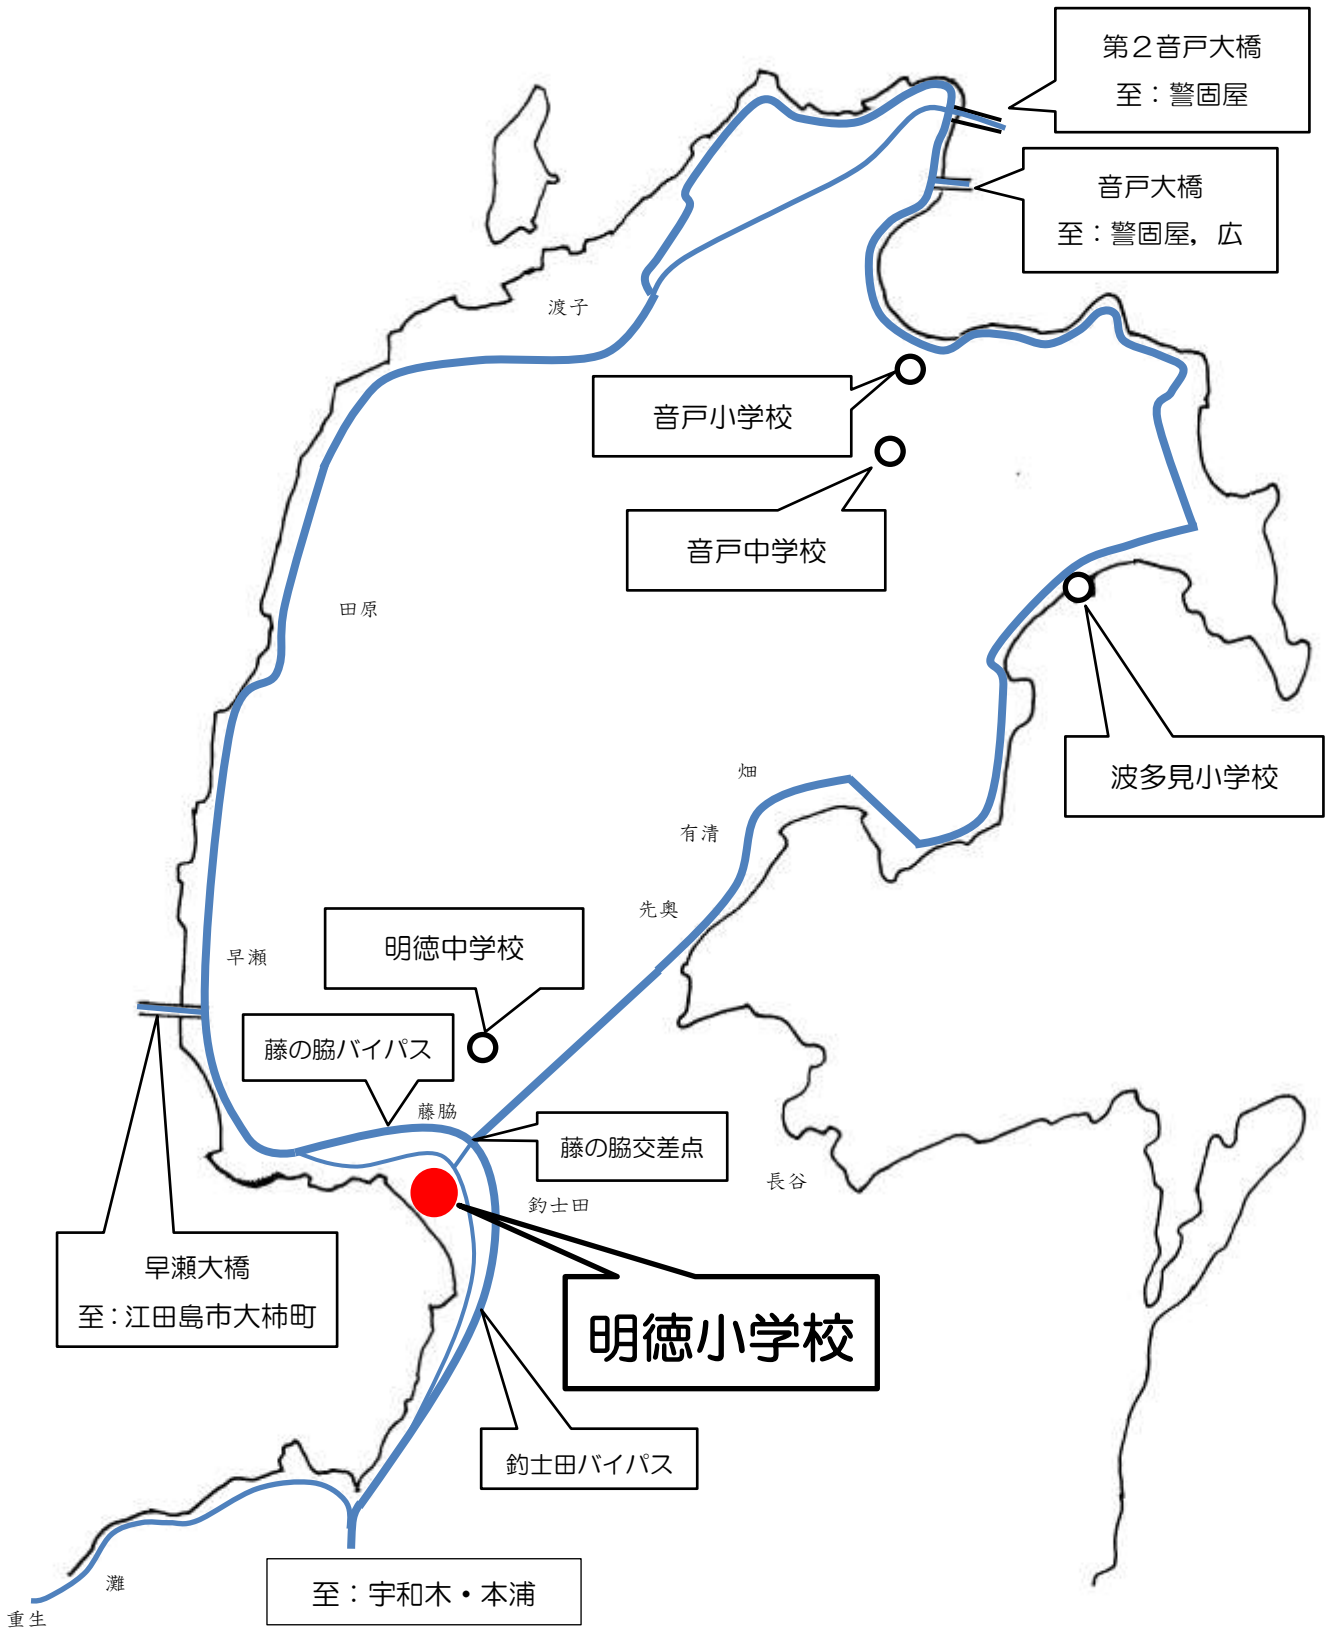 第２音戸大橋
至：警固屋
音戸大橋
至：警固屋，広
渡子
音戸小学校
音戸中学校
田原
波多見小学校
畑
有清
先奥
明徳中学校
早瀬
藤の脇バイパス
藤脇
藤の脇交差点
長谷
釣士田
早瀬大橋
至：江田島市大柿町
明徳小学校
釣士田バイパス
至：宇和木・本浦
灘
重生